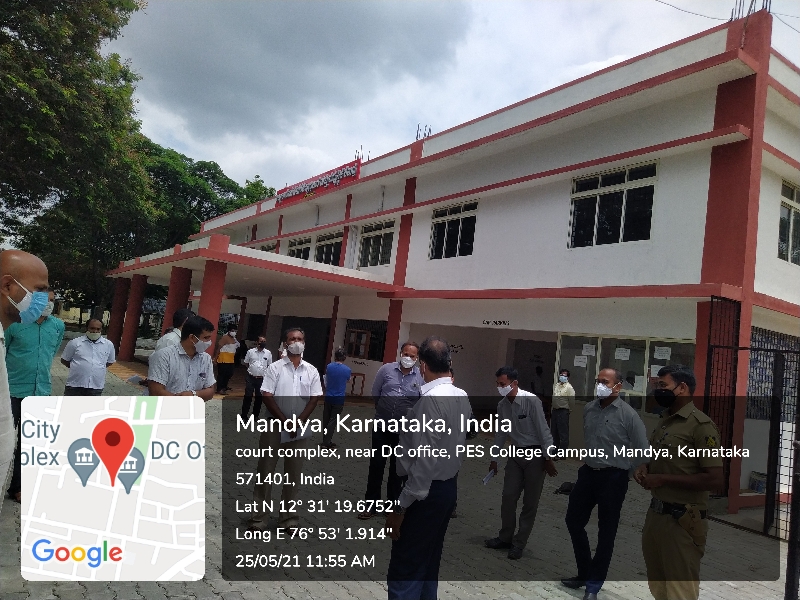 Mandya, Karnataka, India
court complex, near DC office, PES College Campus, Mandya, Karnataka
571401, India
Lat N 12° 31' 19.6752"
Long E 76° 53' 1.914"
25/05/21 11:55 AM
City
plex
DC Of
Google